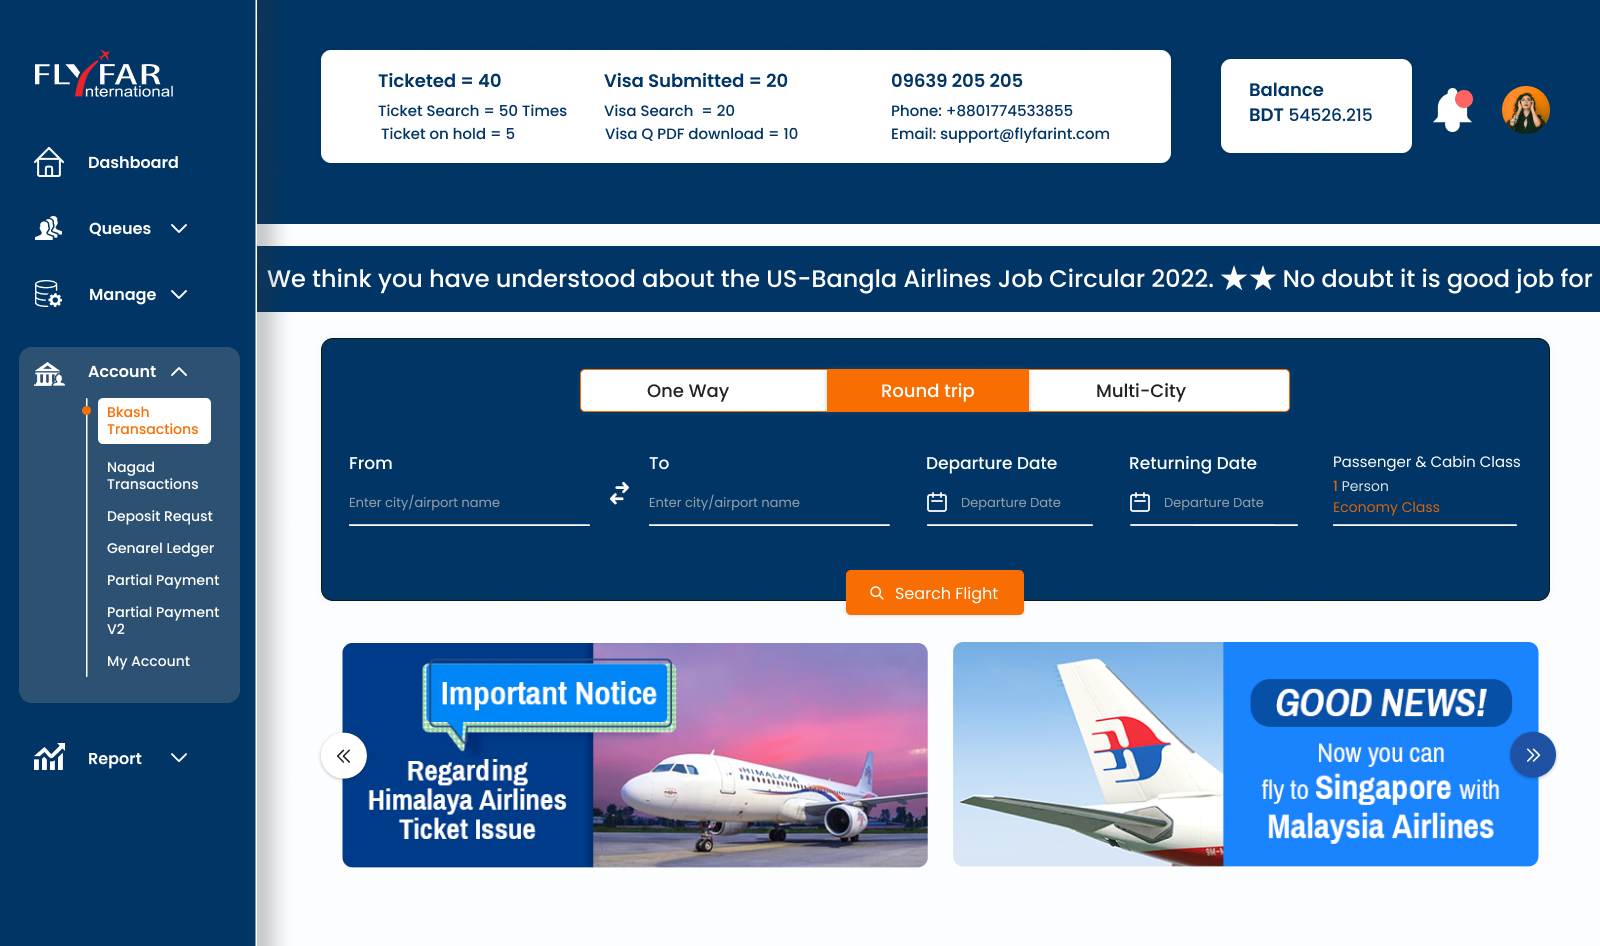 FLYFAR
International
Dashboard
Queues
Manage
Account
Bkash
Transactions
Nagad
Transactions
Deposit Requst
Genarel Ledger
Partial Payment
Partial Payment
V2
My Account
Report
Ticketed = 40
Ticket Search = 50 Times
Ticket on hold = 5
Visa Submitted = 20
Visa Search = 20
Visa Q PDF download = 10
09639 205 205
Phone: +8801774533855
Email: support@flyfarint.com
Balance
BDT 54526.215
We think you have understood about the US-Bangla Airlines Job Circular 2022. ★★ No doubt it is good job for
One Way
Round trip
Multi-City
From
Enter city/airport name
To
Enter city/airport name
Departure Date
Departure Date
Returning Date
Departure Date
Passenger & Cabin Class
1 Person
Economy Class
Search Flight
Important Notice
Regarding
Himalaya Airlines
Ticket Issue
HIMALAYA
GOOD NEWS!
Now you can
fly to Singapore with
Malaysia Airlines